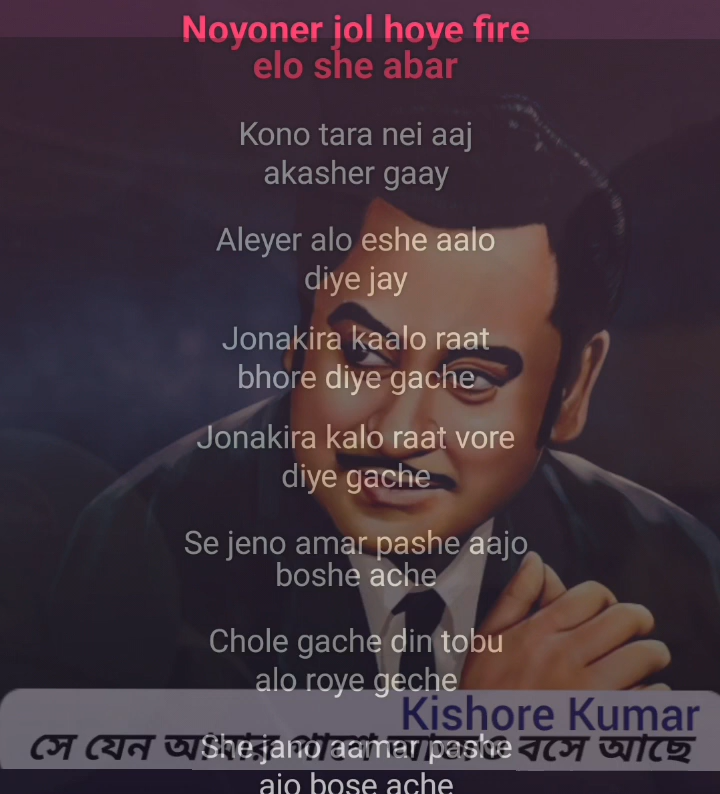 Noyoner jol hoye fire
elo she abar
Kono tara nei aaj
akasher gaay
Aleyer alo eshe aalo
diye jay
Jonakira kaalo raat
bhore diye gache
Jonakira kalo raat vore
diye gache
Se jeno amar pashe aajo
boshe ache
Chole gache din tobu
alo roye geche
Kishore Kumar
She jano aamar pashe
সে যেন বসে আছে
ajo bose ache